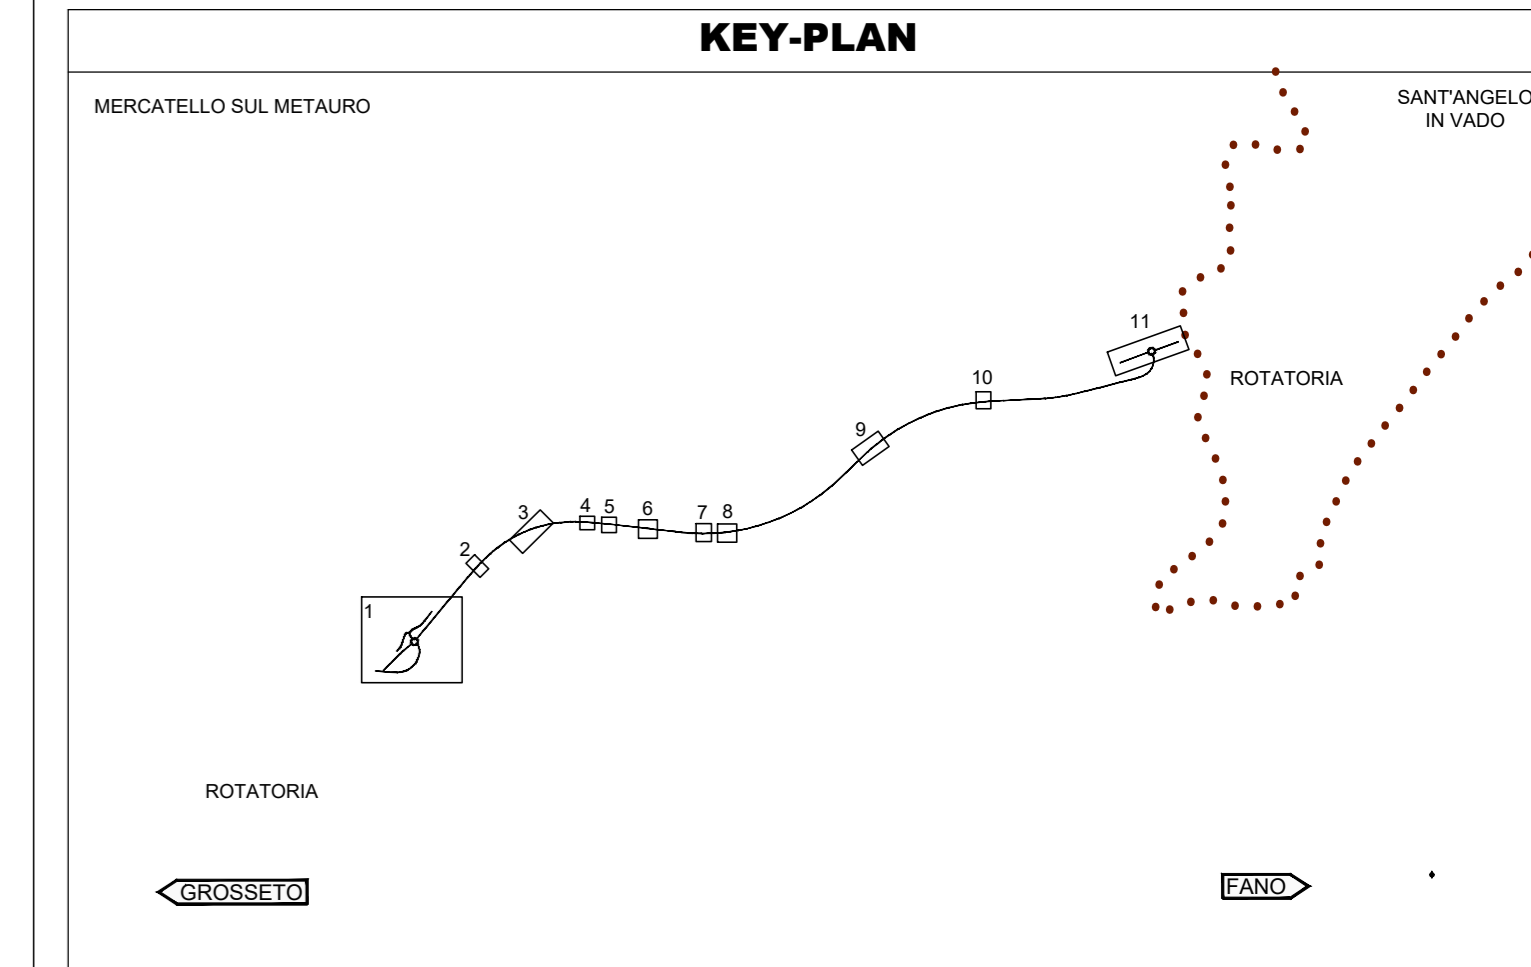 KEY-PLAN
MERCATELLO SUL METAURO
SANT'ANGELO
IN VADO
11
ROTATORIA
10
9
3
4
5
6
7
8
2
1
ROTATORIA
GROSSETO
FANO